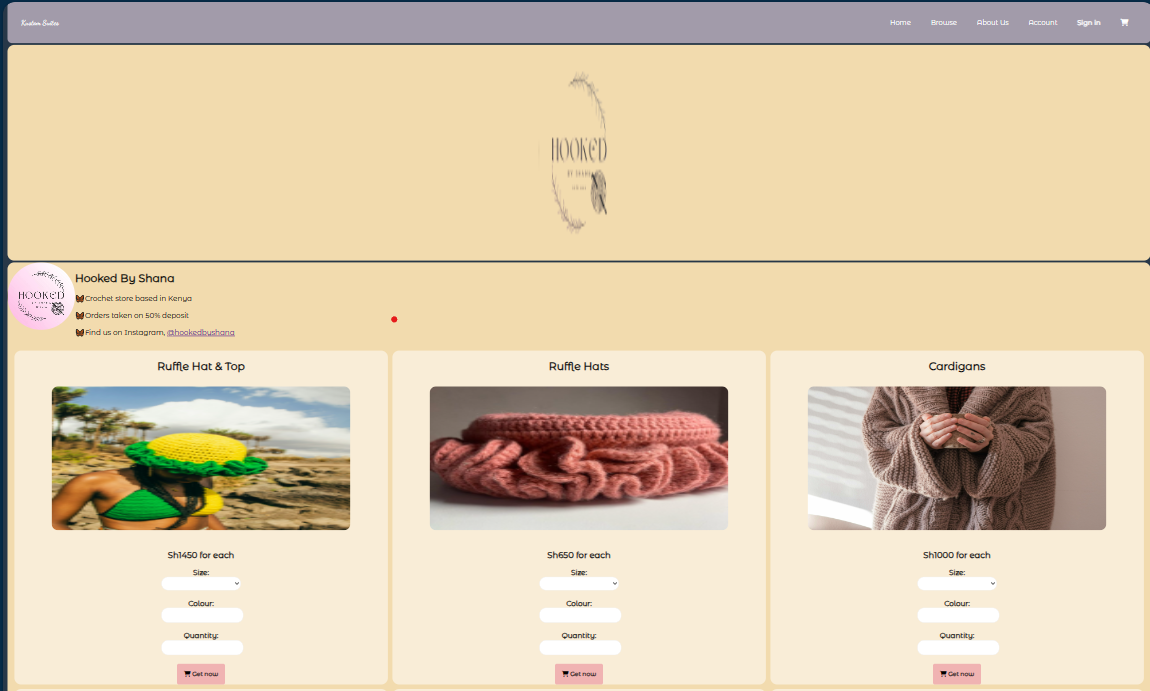 Kustom Suites
Home Browse About Us Account Sign in
HOOKED
HOOKED
Hooked By Shana
Crochet store based in Kenya
Orders taken on 50% deposit
Find us on Instagram, @hookedbyshana
Ruffle Hat & Top
Ruffle Hats
Cardigans
Sh1450 for each
Size:
Colour:
Quantity:
Get now
Sh650 for each
Size:
Colour:
Quantity:
Get now
Sh1000 for each
Size:
Colour:
Quantity:
Get now